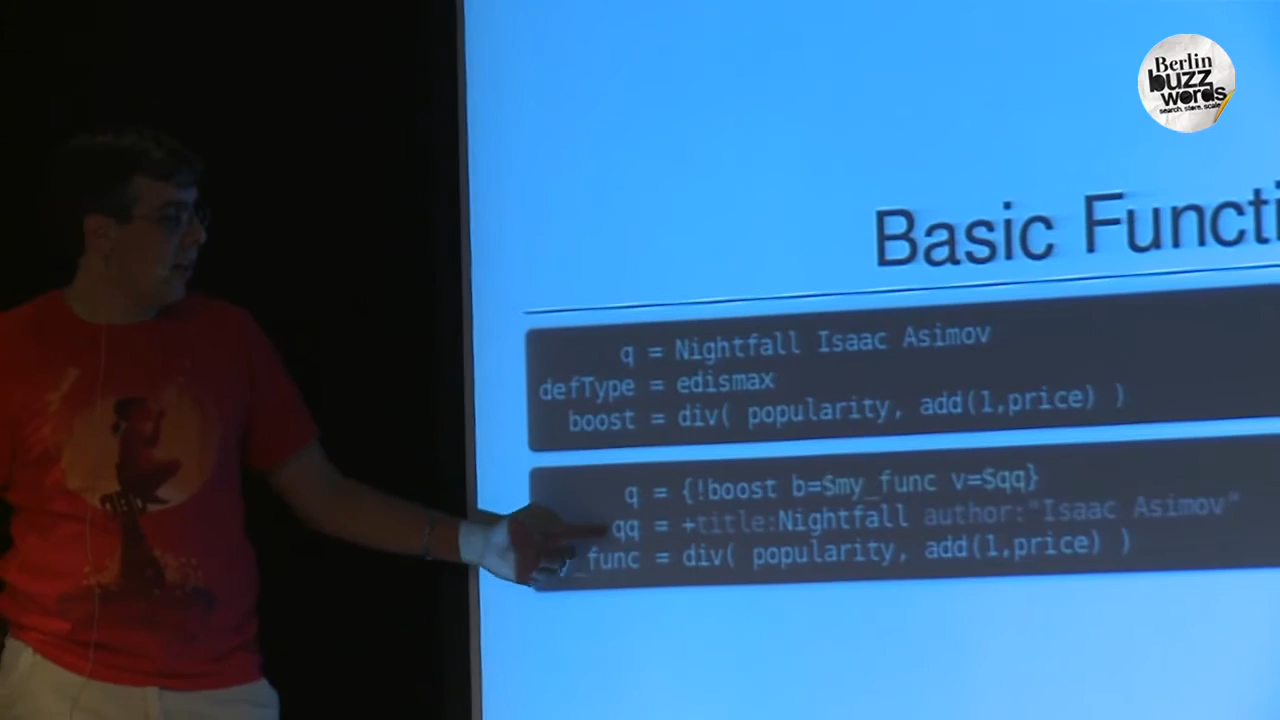 Berlin
buzz
words
search. store. scale
Basic Functi
q = Nightfall Isaac Asimov
defType = edismax
boost = div( popularity, add(1,price) )
q = {!boost b=$my_func v=$qq}
qq = +title:Nightfall author:"Isaac Asimov"
y_func = div( popularity, add(1,price) )